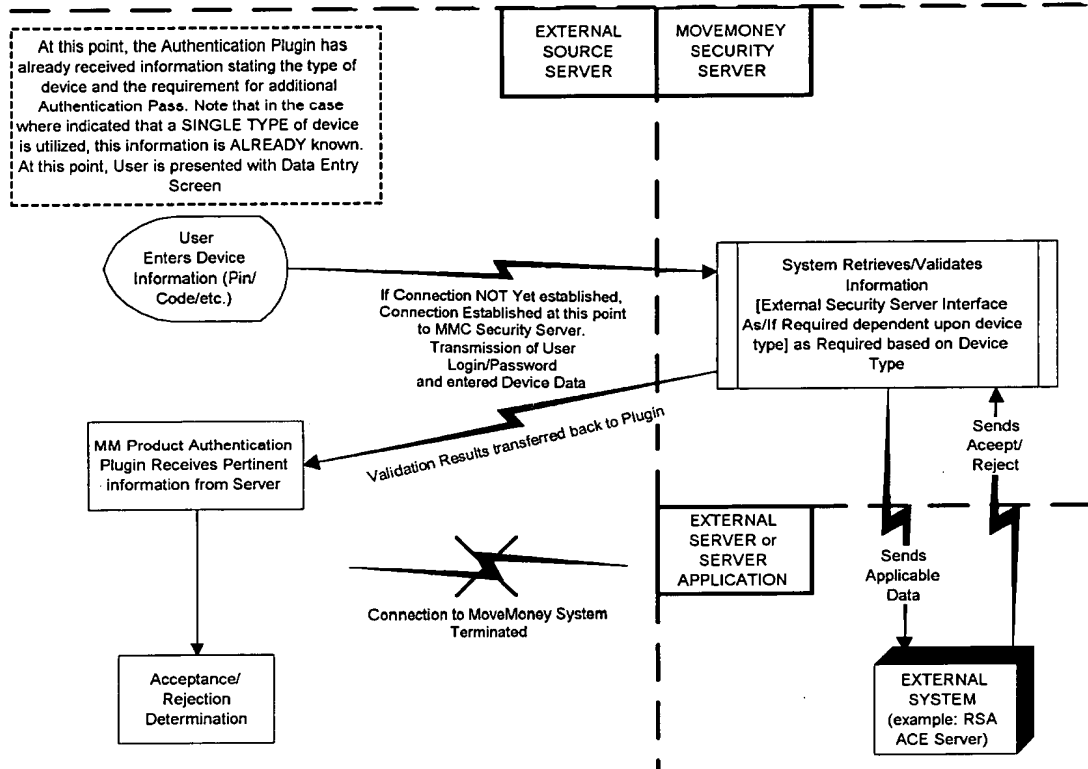 At this point, the Authentication Plugin has
already received information stating the type of
device and the requirement for additional
Authentication Pass. Note that in the case
where indicated that a SINGLE TYPE of device
is utilized, this information is ALREADY known.
At this point, User is presented with Data Entry
Screen
EXTERNAL
SOURCE
SERVER
MOVEMONEY
SECURITY
SERVER
User
Enters Device
Information (Pin/
Code/etc.)
If Connection NOT Yet established,
Connection Established at this point
to MMC Security Server.
Transmission of User
Login/Password
and entered Device Data
System Retrieves/Validates
Information
[External Security Server Interface
As/If Required dependent upon device
type] as Required based on Device
Type
Validation Results transferred back to Plugin
MM Product Authentication
Plugin Receives Pertinent
information from Server
Sends
Aceept/
Reject
EXTERNAL
SERVER or
SERVER
APPLICATION
Sends
Applicable
Data
Connection to MoveMoney System
Terminated
Acceptance/
Rejection
Determination
EXTERNAL
SYSTEM
(example: RSA
ACE Server)